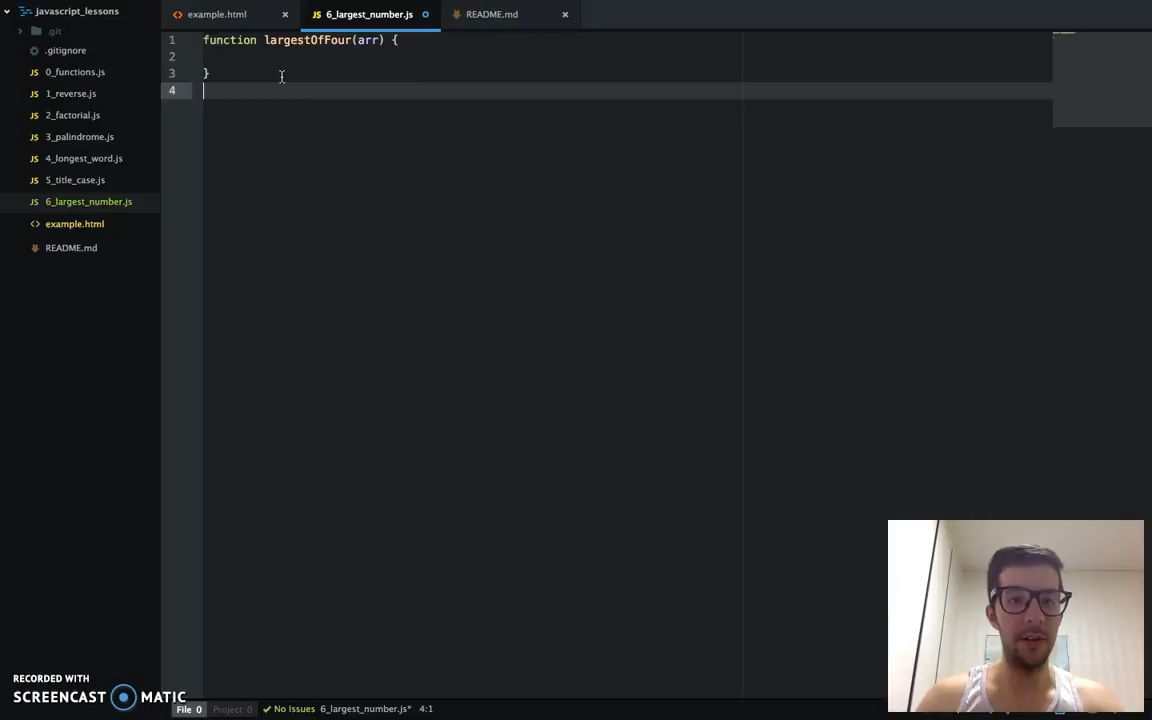 javascript_lessons
.git
.gitignore
0_functions.js
1_reverse.js
2_factorial.js
3_palindrome.js
4_longest_word.js
5_title_case.js
6_largest_number.js
example.html
README.md
example.html
6_largest_number.js
README.md
1 function largestOfFour(arr) {
2
3 }
4
RECORDED WITH
SCREENCAST MATIC
File 0 Project 0 No Issues 6_largest_number.js* 4:1